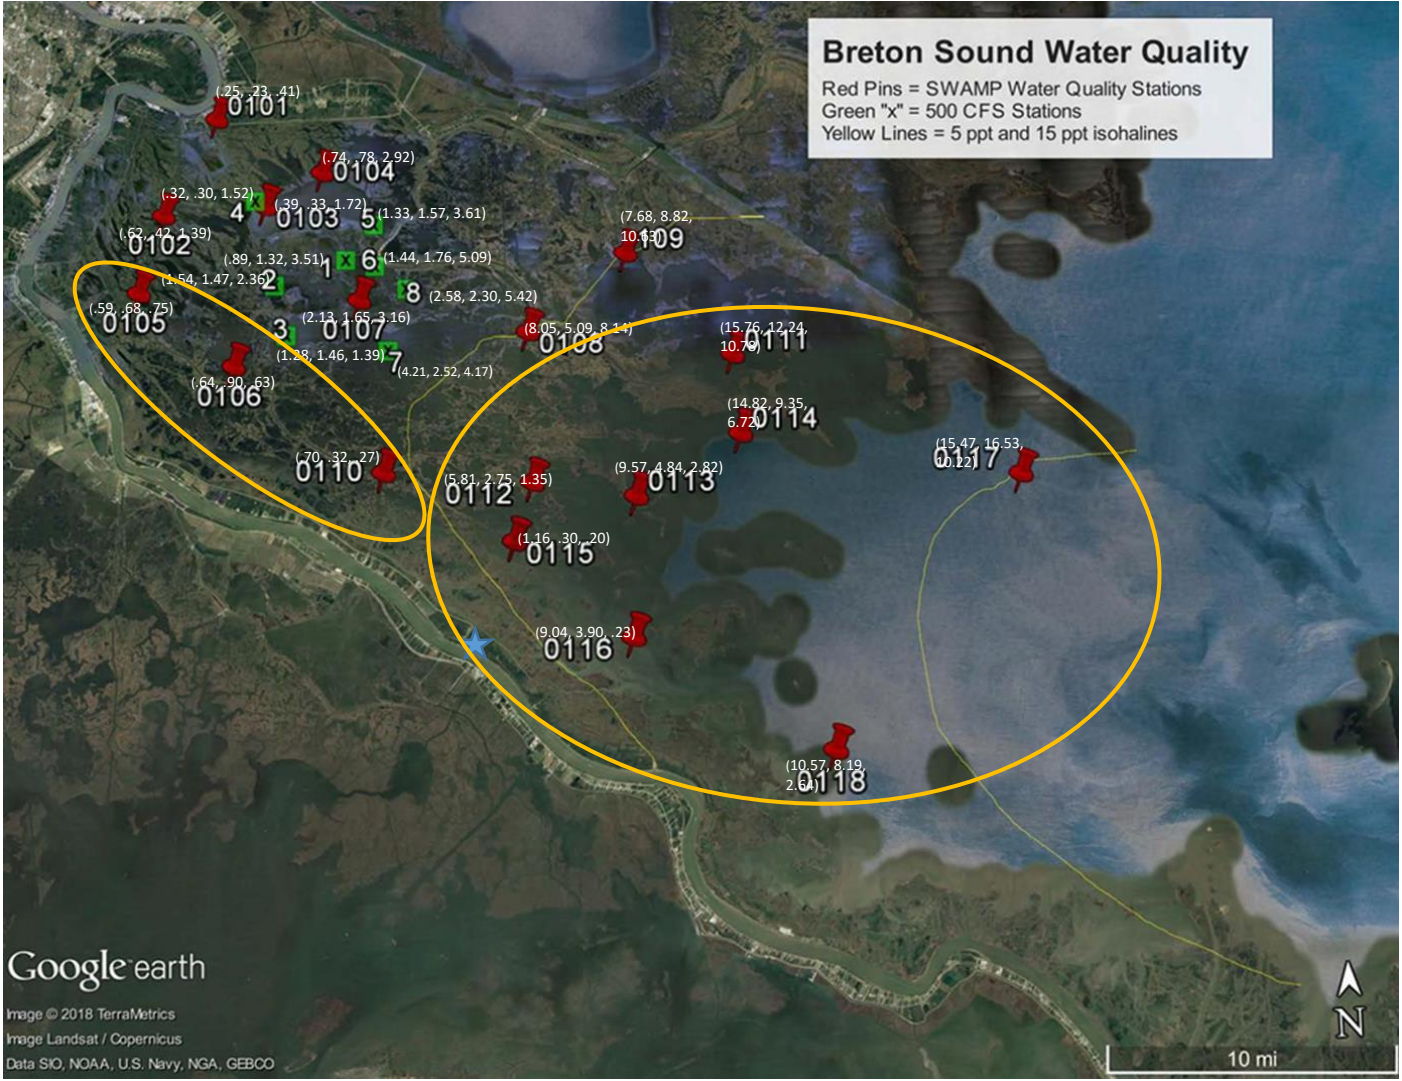 Breton Sound Water Quality
Red Pins = SWAMP Water Quality Stations
Green "x" = 500 CFS Stations
Yellow Lines = 5 ppt and 15 ppt isohalines
(.25, .23, .41)
0101
(.74, .78, 2.92)
0104
(.32, .30, 1.52)
4
x
(.39, .33, 1.72)
0103
5
(1.33, 1.57, 3.61)
(7.68, 8.82,
10.63)
109
(.62, .42, 1.39)
0102
(.89, 1.32, 3.51)
1
x
6
(1.44, 1.76, 5.09)
(1.54, 1.47, 2.36)
2
8
(2.58, 2.30, 5.42)
(.59, .68, .75)
0105
(2.13, 1.65, 3.16)
0107
3
(1.28, 1.46, 1.39)
7
(4.21, 2.52, 4.17)
(8.05, 5.09, 8.14)
0108
(15.76, 12.24,
10.78)
0111
(.64, .90, .63)
0106
(14.82, 9.35,
6.72)
0114
(.70, .32, .27)
0110
(5.81, 2.75, 1.35)
0112
(9.57, 4.84, 2.82)
0113
(15.47, 16.53,
10.22)
0117
(1.16, .30, .20)
0115
(9.04, 3.90, .23)
0116
(10.57, 8.19,
2.64)
0118
Google earth
Image © 2018 TerraMetrics
Image Landsat / Copernicus
Data SIO, NOAA, U.S. Navy, NGA, GEBCO
N
10 mi